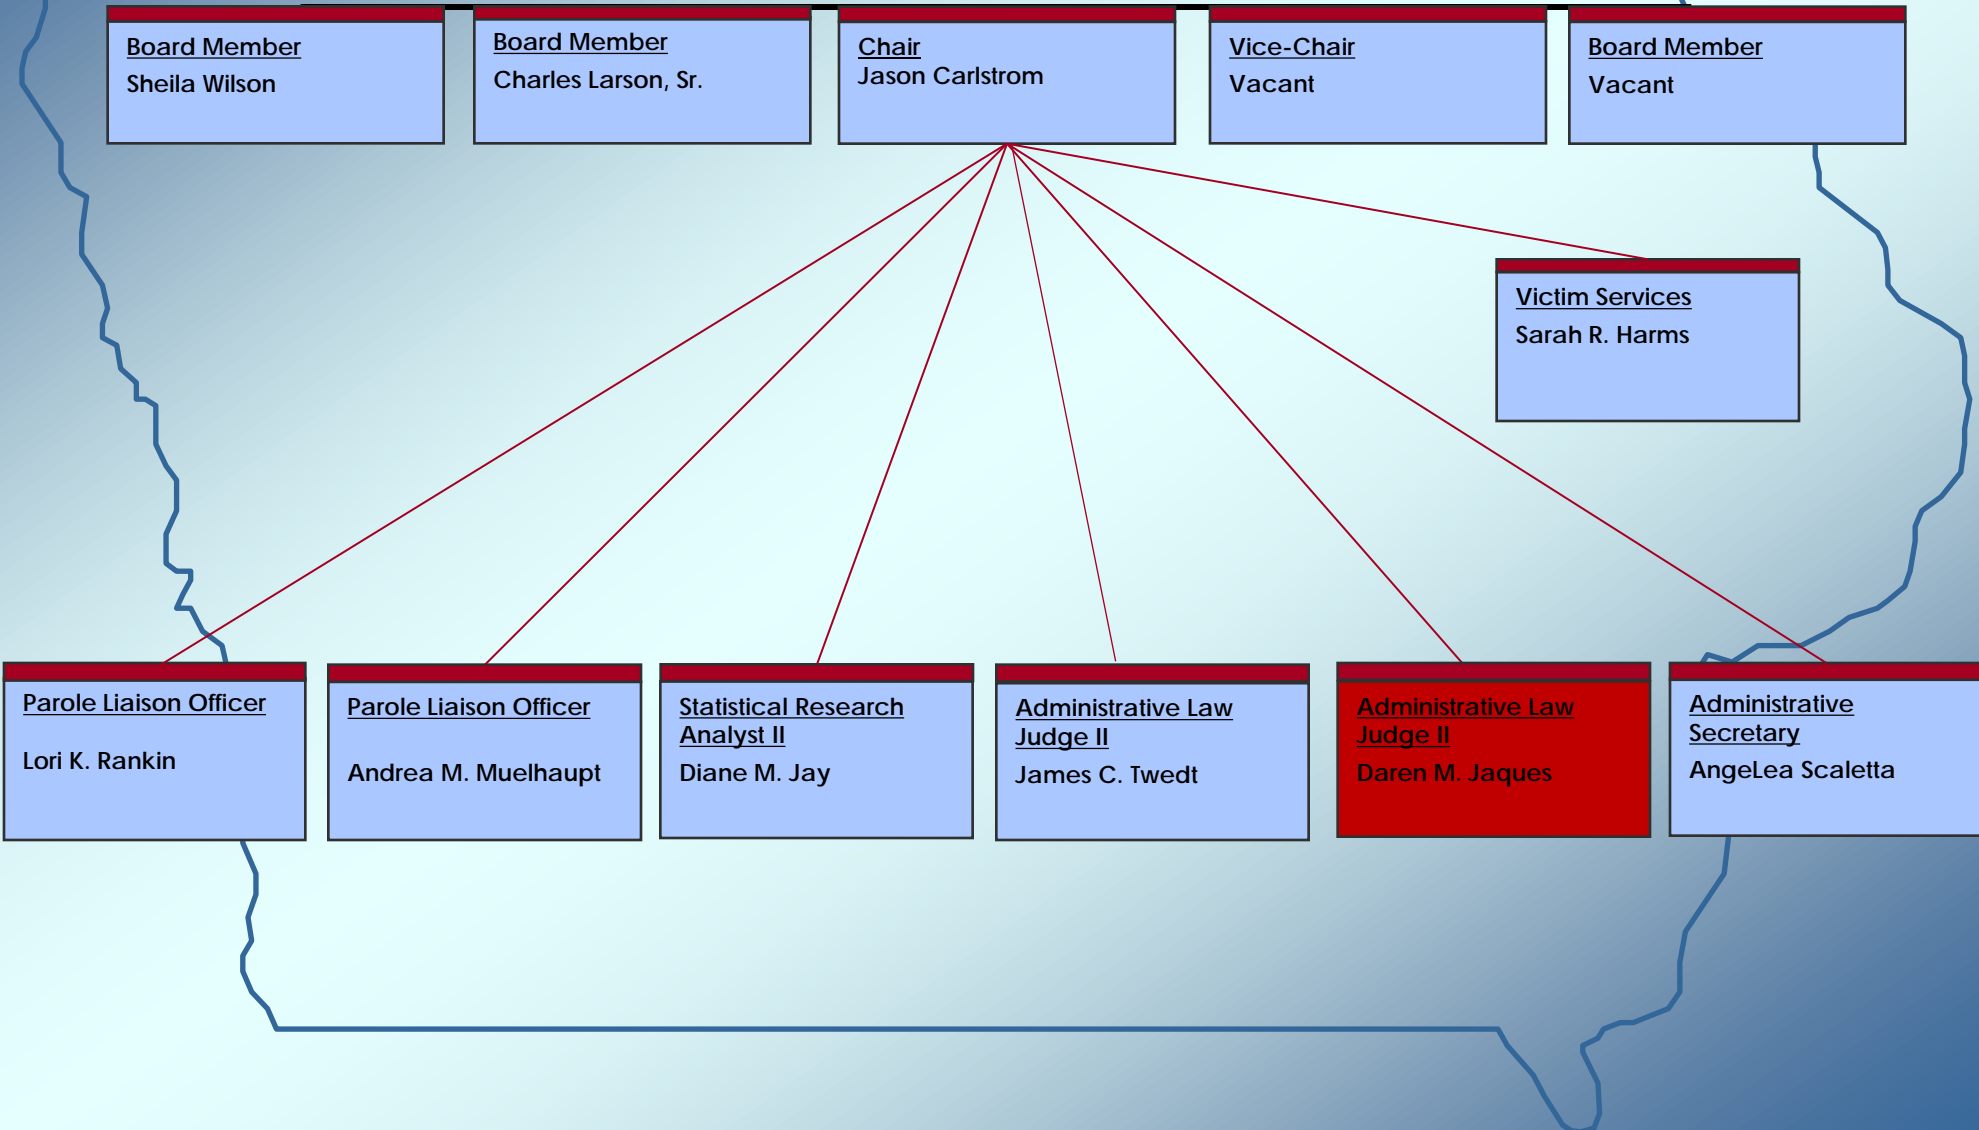 Board Member
Sheila Wilson
Board Member
Charles Larson, Sr.
Chair
Jason Carlstrom
Vice-Chair
Vacant
Board Member
Vacant
Victim Services
Sarah R. Harms
Parole Liaison Officer
Lori K. Rankin
Parole Liaison Officer
Andrea M. Muelhaupt
Statistical Research
Analyst II
Diane M. Jay
Administrative Law
Judge II
James C. Twedt
Administrative Law
Judge II
Daren M. Jaques
Administrative
Secretary
AngeLea Scaletta